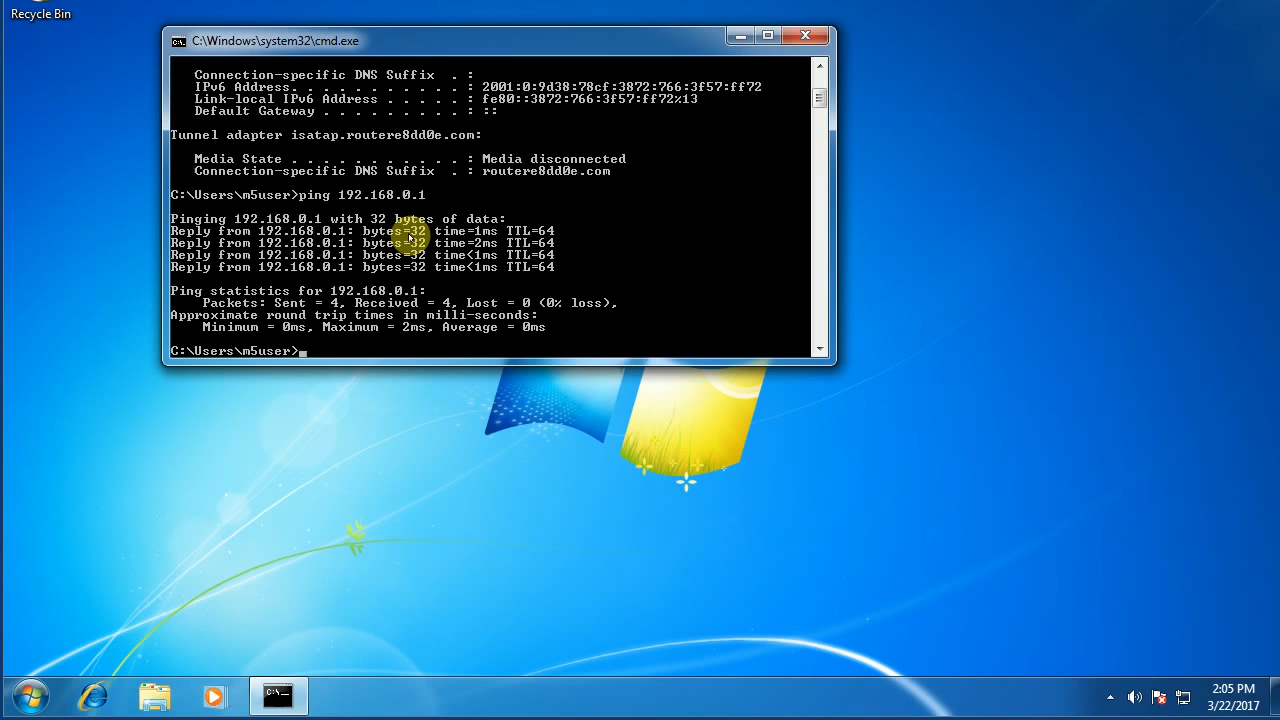 Recycle Bin
C:\Windows\system32\cmd.exe
Connection-specific DNS Suffix . :
IPv6 Address. . . . . . . . . . . : 2001:0:9d38:78cf:3872:766:3f57:ff72
Link-local IPv6 Address . . . . . : fe80::3872:766:3f57:ff72%13
Default Gateway . . . . . . . . . : ::
Tunnel adapter isatap.routere8dd0e.com:
Media State . . . . . . . . . . . : Media disconnected
Connection-specific DNS Suffix . : routere8dd0e.com
C:\Users\m5user>ping 192.168.0.1
Pinging 192.168.0.1 with 32 bytes of data:
Reply from 192.168.0.1: bytes=32 time=1ms TTL=64
Reply from 192.168.0.1: bytes=32 time=2ms TTL=64
Reply from 192.168.0.1: bytes=32 time<1ms TTL=64
Reply from 192.168.0.1: bytes=32 time<1ms TTL=64
Ping statistics for 192.168.0.1:
Packets: Sent = 4, Received = 4, Lost = 0 (0% loss),
Approximate round trip times in milli-seconds:
Minimum = 0ms, Maximum = 2ms, Average = 0ms
C:\Users\m5user>
2:05 PM
3/22/2017